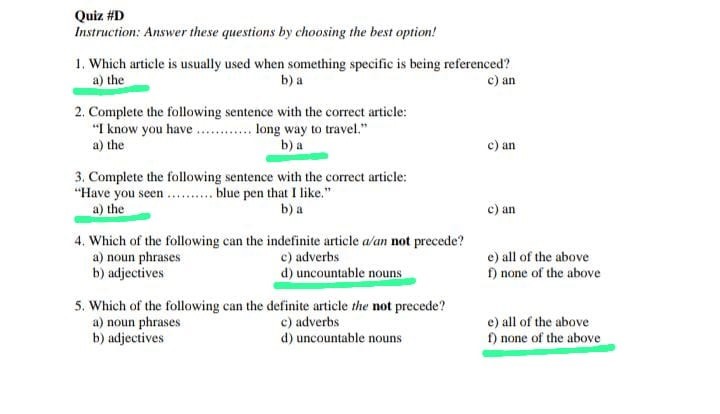 Quiz #D
Instruction: Answer these questions by choosing the best option!
1. Which article is usually used when something specific is being referenced?
a) the b) a c) an
2. Complete the following sentence with the correct article:
“I know you have ………… long way to travel.”
a) the b) a c) an
3. Complete the following sentence with the correct article:
“Have you seen ………. blue pen that I like.”
a) the b) a c) an
4. Which of the following can the indefinite article a/an not precede?
a) noun phrases c) adverbs e) all of the above
b) adjectives d) uncountable nouns f) none of the above
5. Which of the following can the definite article the not precede?
a) noun phrases c) adverbs e) all of the above
b) adjectives d) uncountable nouns f) none of the above